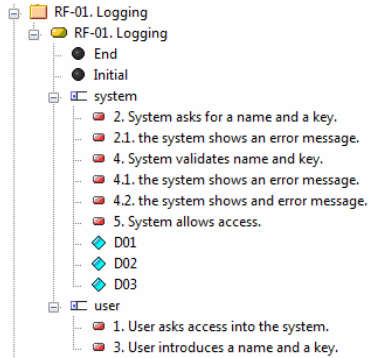 RF-01. Logging
RF-01. Logging
End
Initial
system
2. System asks for a name and a key.
2.1. the system shows an error message.
4. System validates name and key.
4.1. the system shows an error message.
4.2. the system shows and error message.
5. System allows access.
D01
D02
D03
user
1. User asks access into the system.
3. User introduces a name and a key.